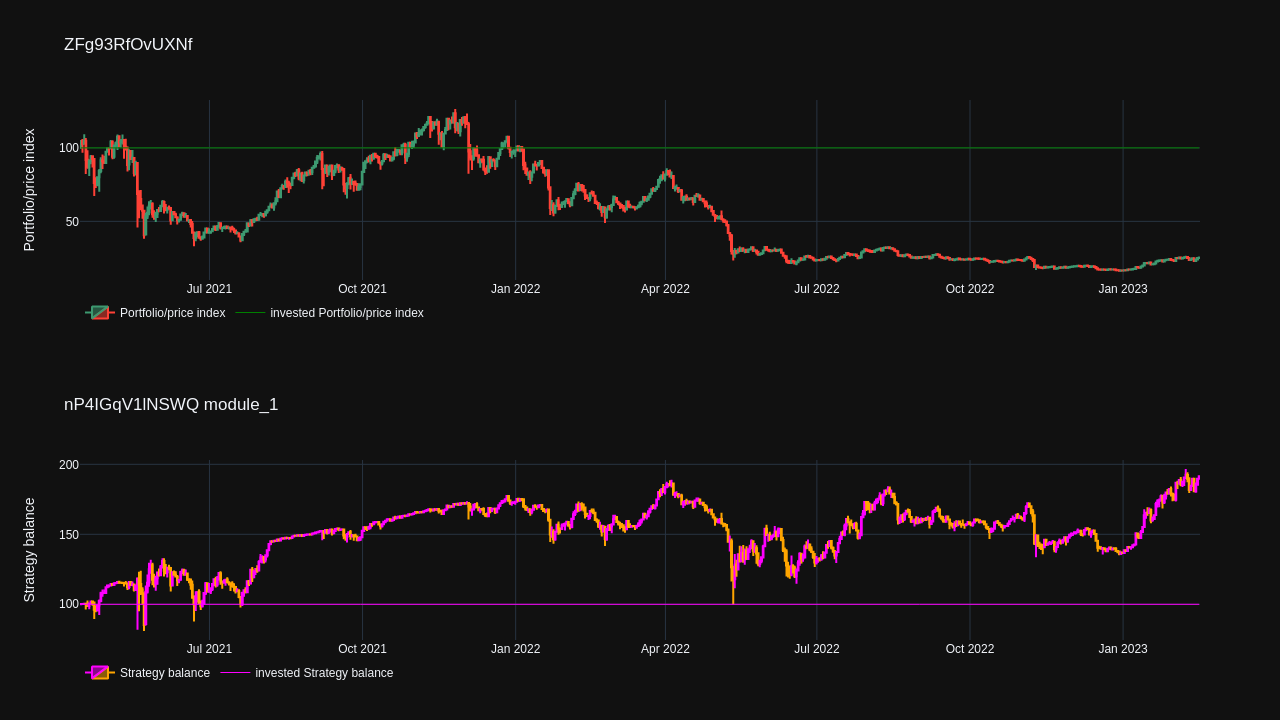 ZFg93RfOvUXNf
Portfolio/price index
100
50
Jul 2021
Oct 2021
Jan 2022
Apr 2022
Jul 2022
Oct 2022
Jan 2023
Portfolio/price index
invested Portfolio/price index
nP4IGqV1lNSWQ module_1
Strategy balance
200
150
100
Jul 2021
Oct 2021
Jan 2022
Apr 2022
Jul 2022
Oct 2022
Jan 2023
Strategy balance
invested Strategy balance